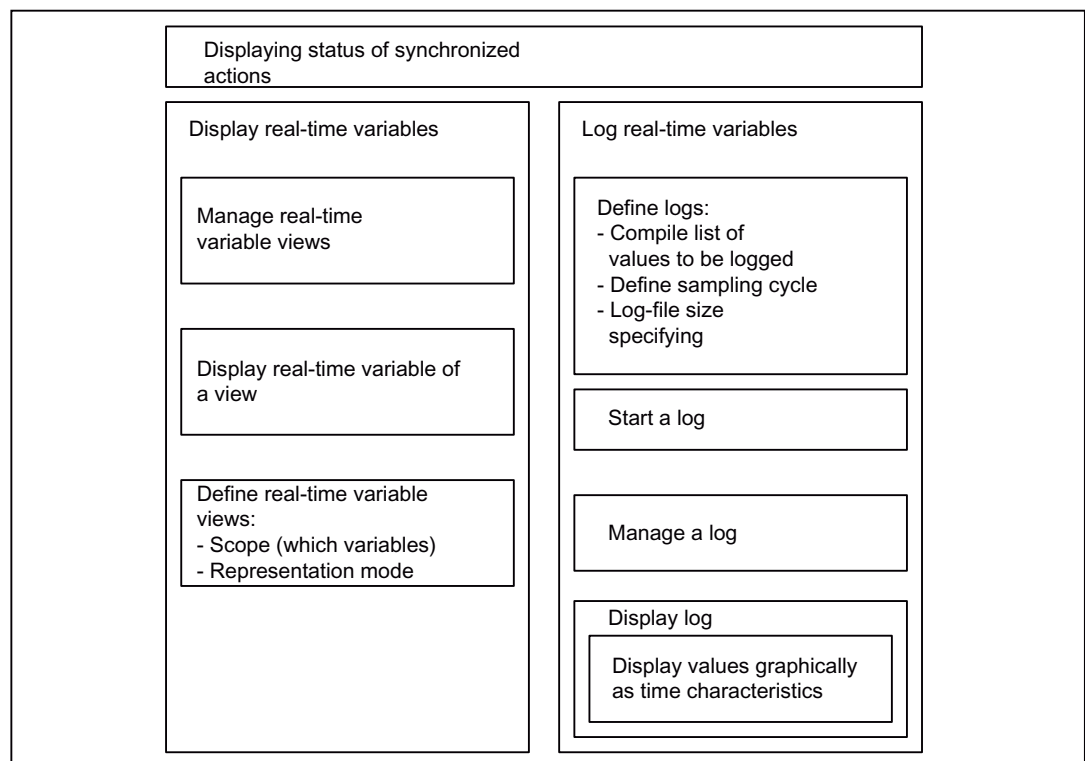 Displaying status of synchronized
actions
Display real-time variables
Manage real-time
variable views
Display real-time variable of
a view
Define real-time variable
views:
- Scope (which variables)
- Representation mode
Log real-time variables
Define logs:
- Compile list of
values to be logged
- Define sampling cycle
- Log-file size
specifying
Start a log
Manage a log
Display log
Display values graphically
as time characteristics